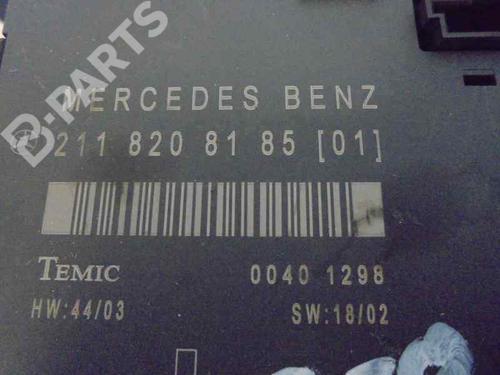 B-PARTS
MERCEDES BENZ
211 820 81 85 [01]
TEMIC 0040 1298
HW:44/03 SW:18/02